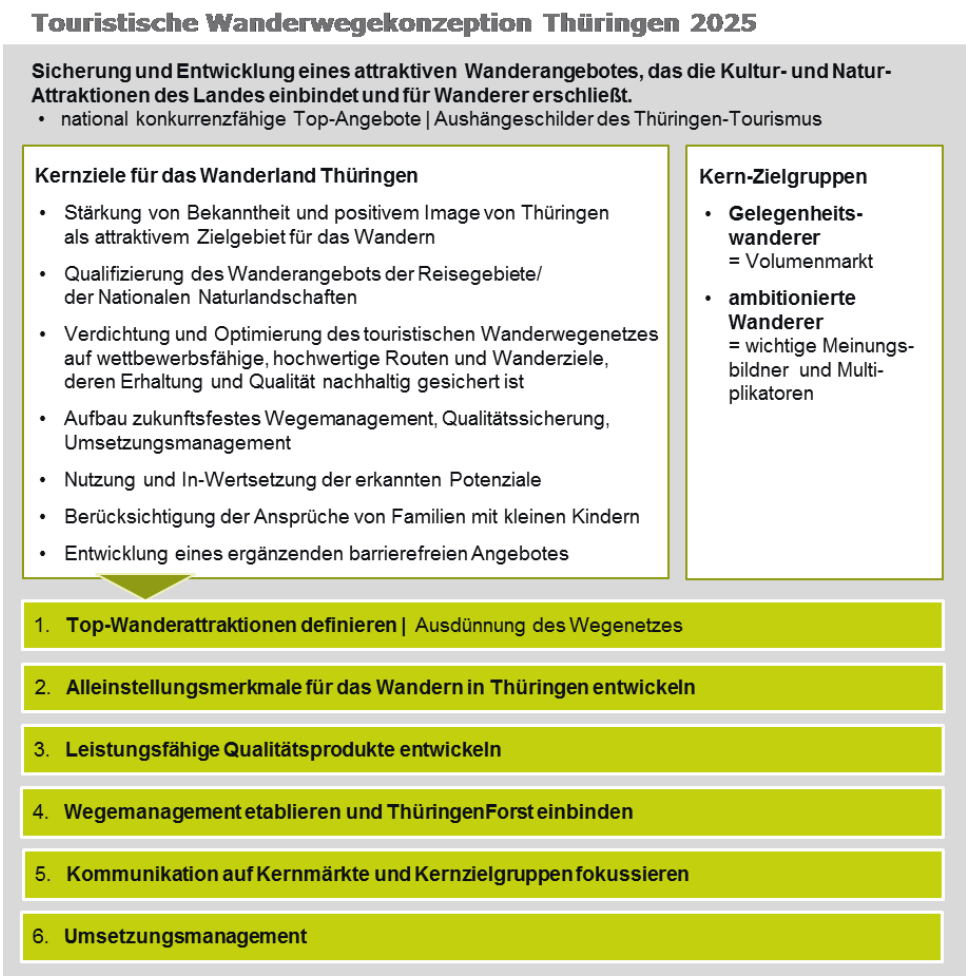 Touristische Wanderwegekonzeption Thüringen 2025
Sicherung und Entwicklung eines attraktiven Wanderangebotes, das die Kultur- und Natur-
Attraktionen des Landes einbindet und für Wanderer erschließt.
• national konkurrenzfähige Top-Angebote | Aushängeschilder des Thüringen-Tourismus
Kernziele für das Wanderland Thüringen
• Stärkung von Bekanntheit und positivem Image von Thüringen
als attraktivem Zielgebiet für das Wandern
• Qualifizierung des Wanderangebots der Reisegebiete/
der Nationalen Naturlandschaften
• Verdichtung und Optimierung des touristischen Wanderwegenetzes
auf wettbewerbsfähige, hochwertige Routen und Wanderziele,
deren Erhaltung und Qualität nachhaltig gesichert ist
• Aufbau zukunftsfestes Wegemanagement, Qualitätssicherung,
Umsetzungsmanagement
• Nutzung und In-Wertsetzung der erkannten Potenziale
• Berücksichtigung der Ansprüche von Familien mit kleinen Kindern
• Entwicklung eines ergänzenden barrierefreien Angebotes
Kern-Zielgruppen
• Gelegenheits-
wanderer
= Volumenmarkt
• ambitionierte
Wanderer
= wichtige Meinungs-
bildner und Multi-
plikatoren
1. Top-Wanderattraktionen definieren | Ausdünnung des Wegenetzes
2. Alleinstellungsmerkmale für das Wandern in Thüringen entwickeln
3. Leistungsfähige Qualitätsprodukte entwickeln
4. Wegemanagement etablieren und ThüringenForst einbinden
5. Kommunikation auf Kernmärkte und Kernzielgruppen fokussieren
6. Umsetzungsmanagement